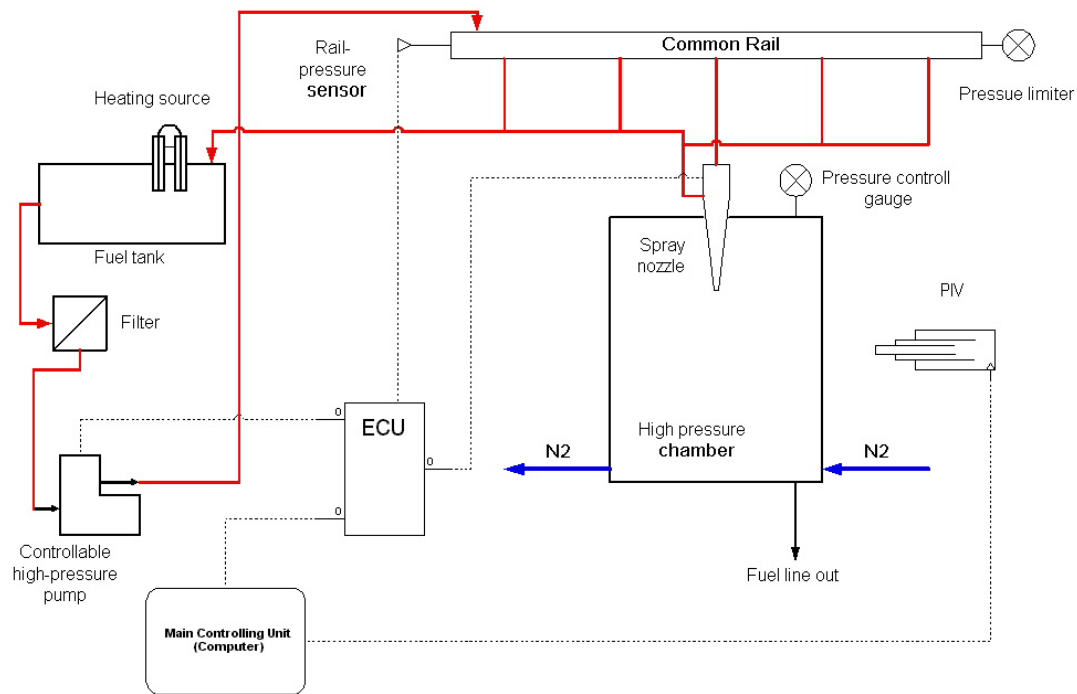 Common Rail
Rail-
pressure
sensor
Pressue limiter
Heating source
Pressure controll
gauge
Fuel tank
Spray
nozzle
PIV
Filter
0
ECU
0
0
High pressure
chamber
N2
N2
Controllable
high-pressure
pump
Fuel line out
Main Controlling Unit
(Computer)